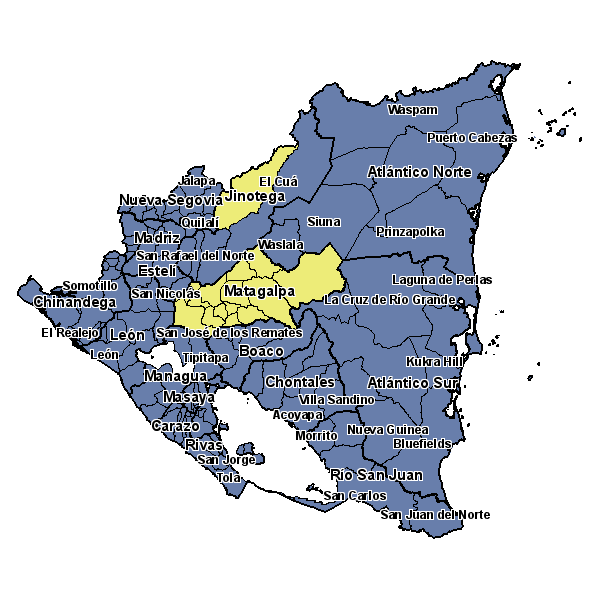 Waspam
Puerto Cabezas
Atlántico Norte
Jalapa
El Cuá
Jinotega
Nueva Segovia
Quilalí
Siuna
Prinzapolka
Madriz
Waslala
San Rafael del Norte
Estelí
Laguna de Perlas
Somotillo
San Nicolás
Matagalpa
Chinandega
La Cruz de Río Grande
El Realejo
León
San José de los Remates
León
Tipitapa
Boaco
Kukra Hill
Managua
Chontales
Atlántico Sur
Masaya
Villa Sandino
Acoyapa
Carazo
Morrito
Nueva Guinea
Rivas
Bluefields
San Jorge
Tola
Río San Juan
San Carlos
San Juan del Norte